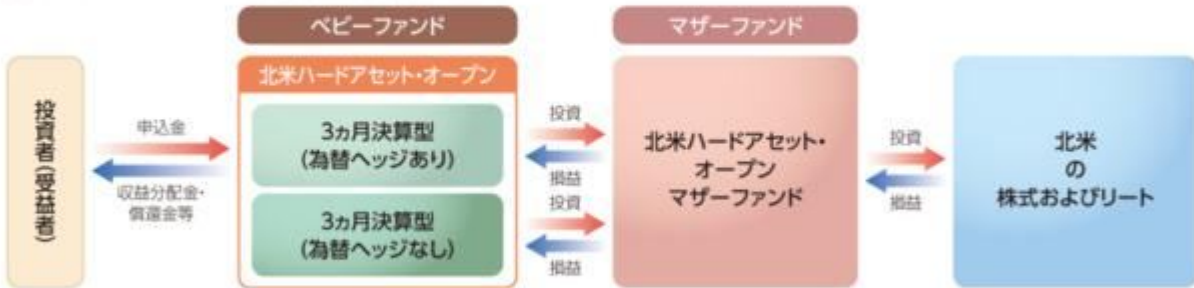 ベビーファンド
マザーファンド
投資者(受益者)
申込金
収益分配金・
償還金等
北米ハードアセット・オープン
3ヵ月決算型
(為替ヘッジあり)
3ヵ月決算型
(為替ヘッジなし)
投資
損益
投資
損益
北米ハードアセット・
オープン
マザーファンド
投資
損益
北米
の
株式およびリート